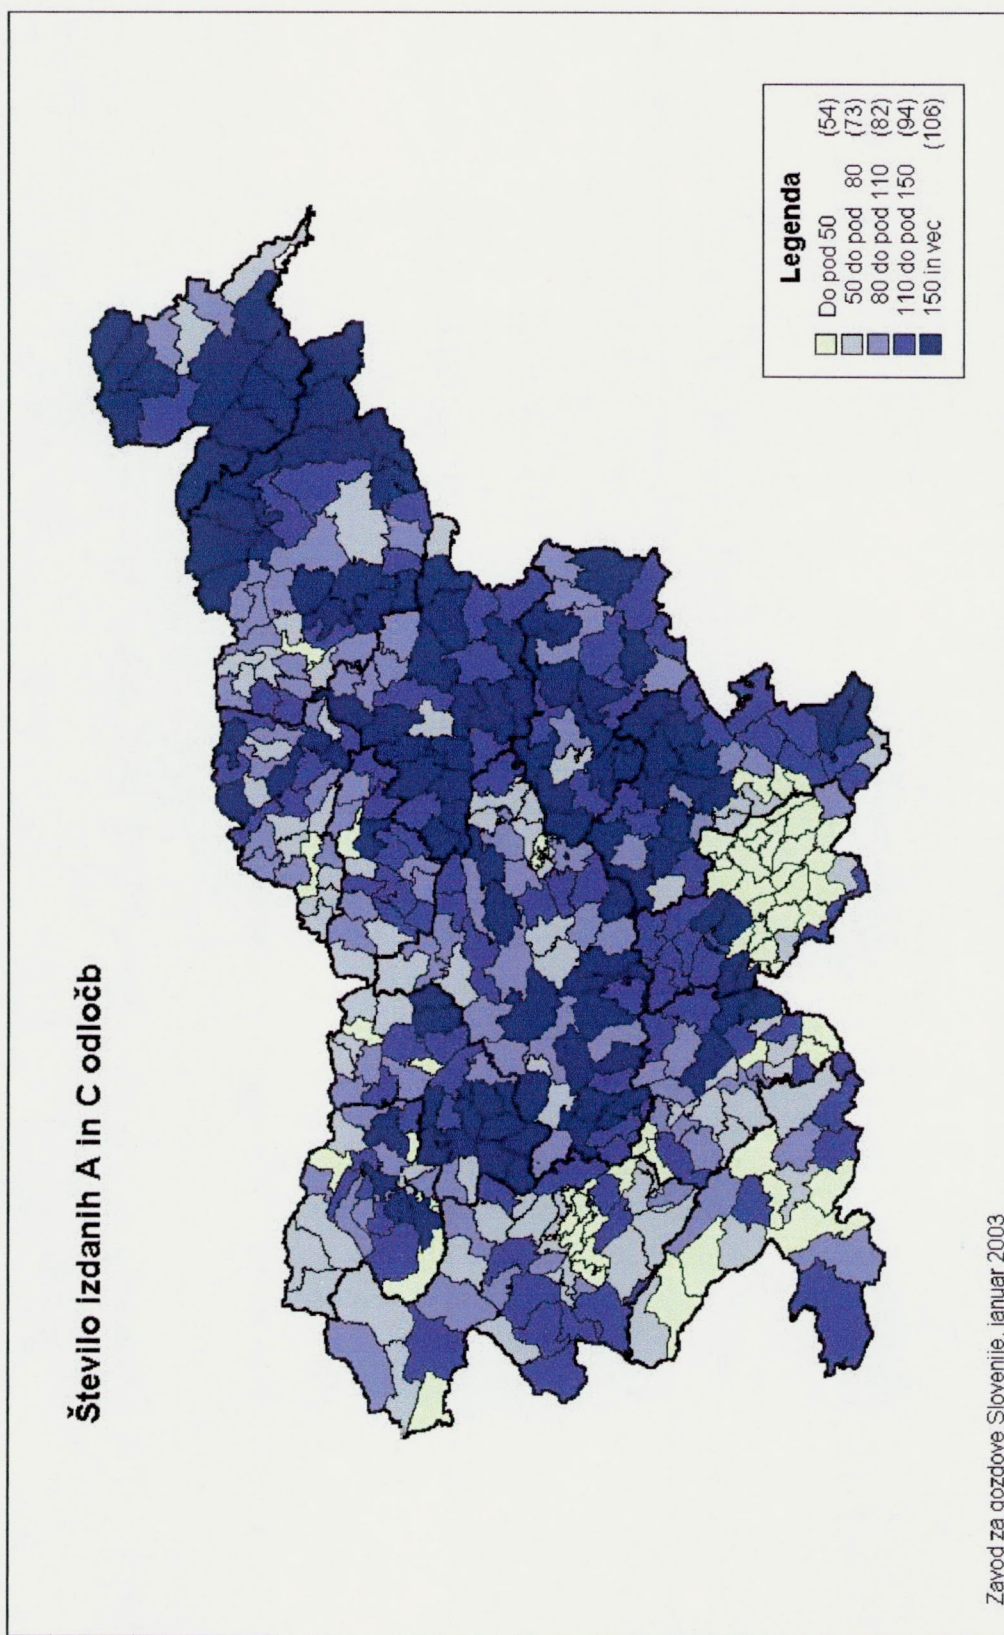 Število izdanih A in C odločb
Legenda
Do pod 50 (54)
50 do pod 80 (73)
80 do pod 110 (82)
110 do pod 150 (94)
150 in vec (106)
Zavod za gozdove Slovenije, januar 2003